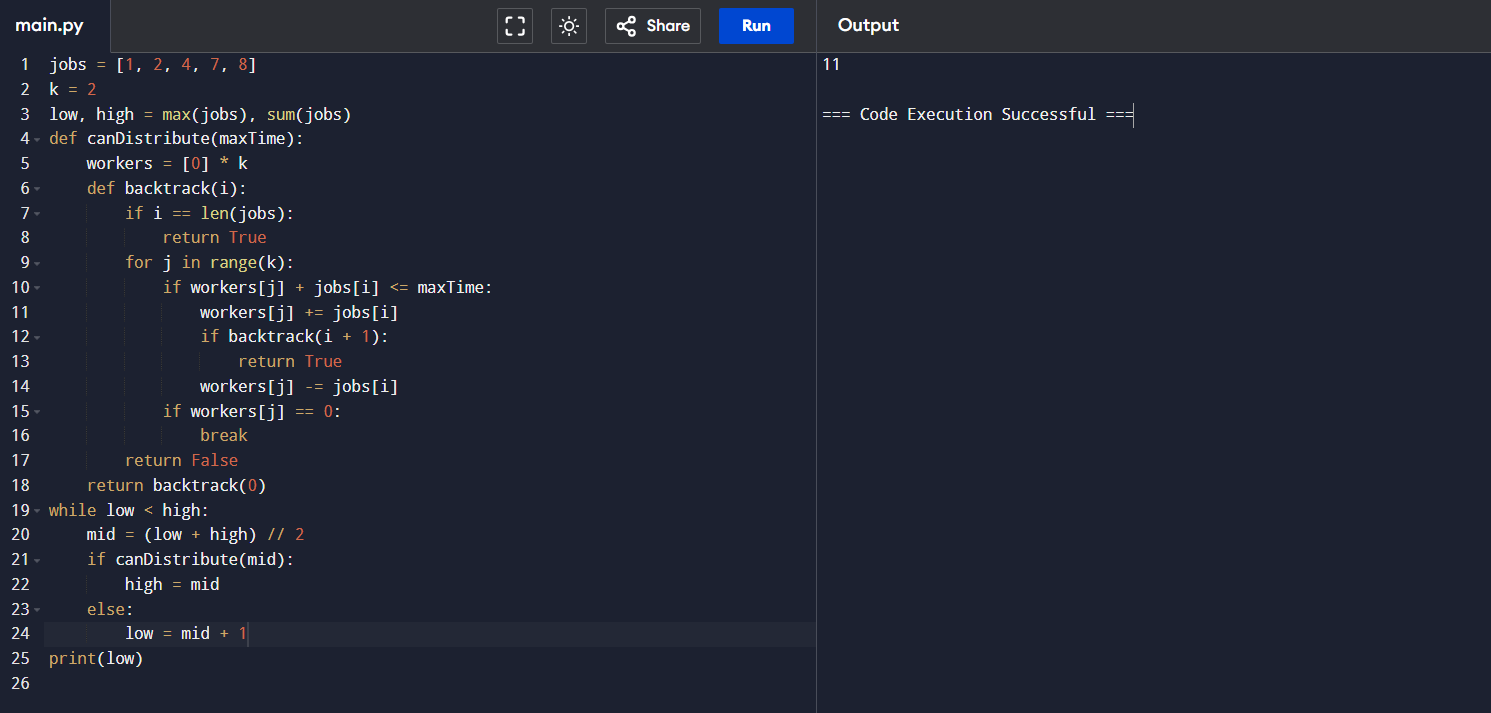 main.py
Share
Run
Output
1 jobs = [1, 2, 4, 7, 8]
2 k = 2
3 low, high = max(jobs), sum(jobs)
4 def canDistribute(maxTime):
5     workers = [0] * k
6     def backtrack(i):
7         if i == len(jobs):
8             return True
9         for j in range(k):
10             if workers[j] + jobs[i] <= maxTime:
11                 workers[j] += jobs[i]
12                 if backtrack(i + 1):
13                     return True
14                 workers[j] -= jobs[i]
15             if workers[j] == 0:
16                 break
17         return False
18     return backtrack(0)
19 while low < high:
20     mid = (low + high) // 2
21     if canDistribute(mid):
22         high = mid
23     else:
24         low = mid + 1
25 print(low)
26
11
=== Code Execution Successful ===